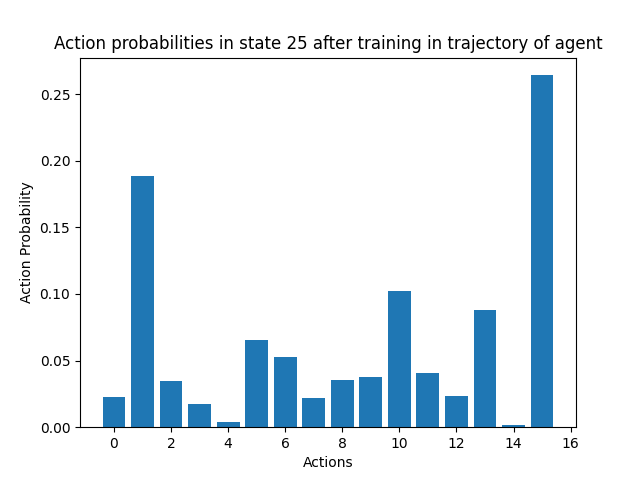 Action probabilities in state 25 after training in trajectory of agent
0.25
0.20
0.15
0.10
0.05
0.00
Action Probability
0 2 4 6 8 10 12 14 16
Actions